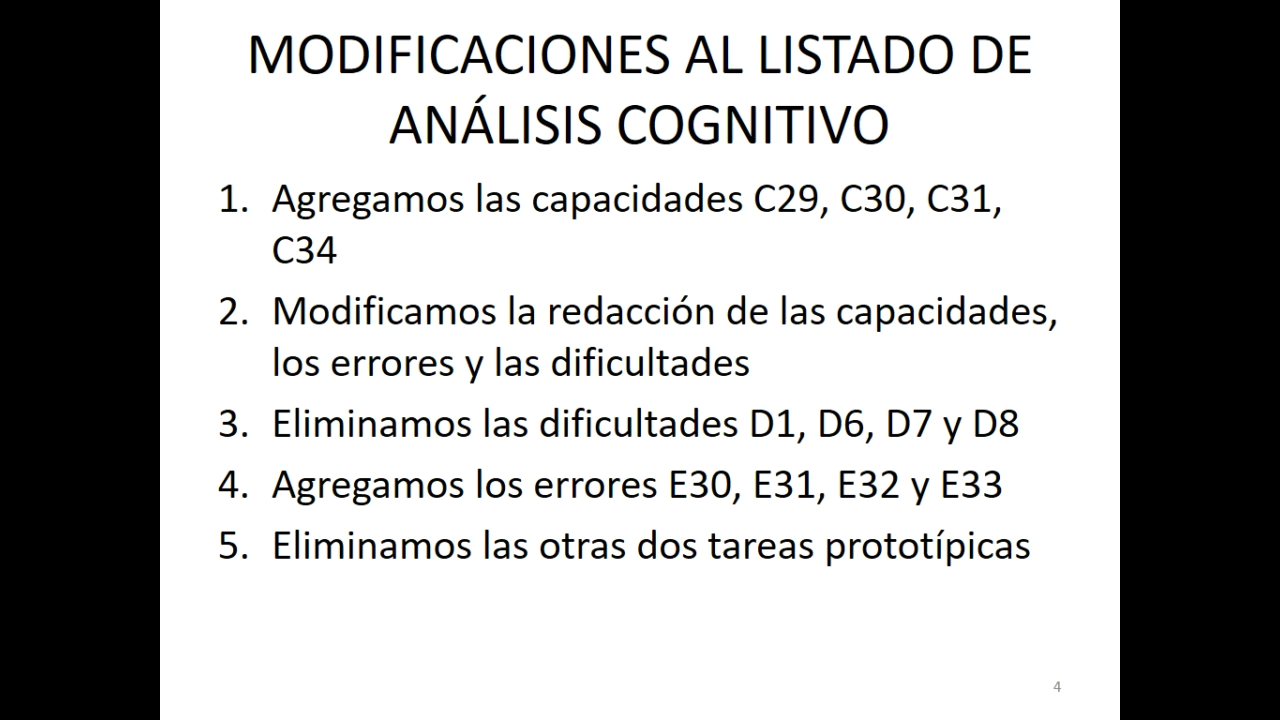 MODIFICACIONES AL LISTADO DE
ANÁLISIS COGNITIVO
1. Agregamos las capacidades C29, C30, C31,
C34
2. Modificamos la redacción de las capacidades,
los errores y las dificultades
3. Eliminamos las dificultades D1, D6, D7 y D8
4. Agregamos los errores E30, E31, E32 y E33
5. Eliminamos las otras dos tareas prototípicas
4